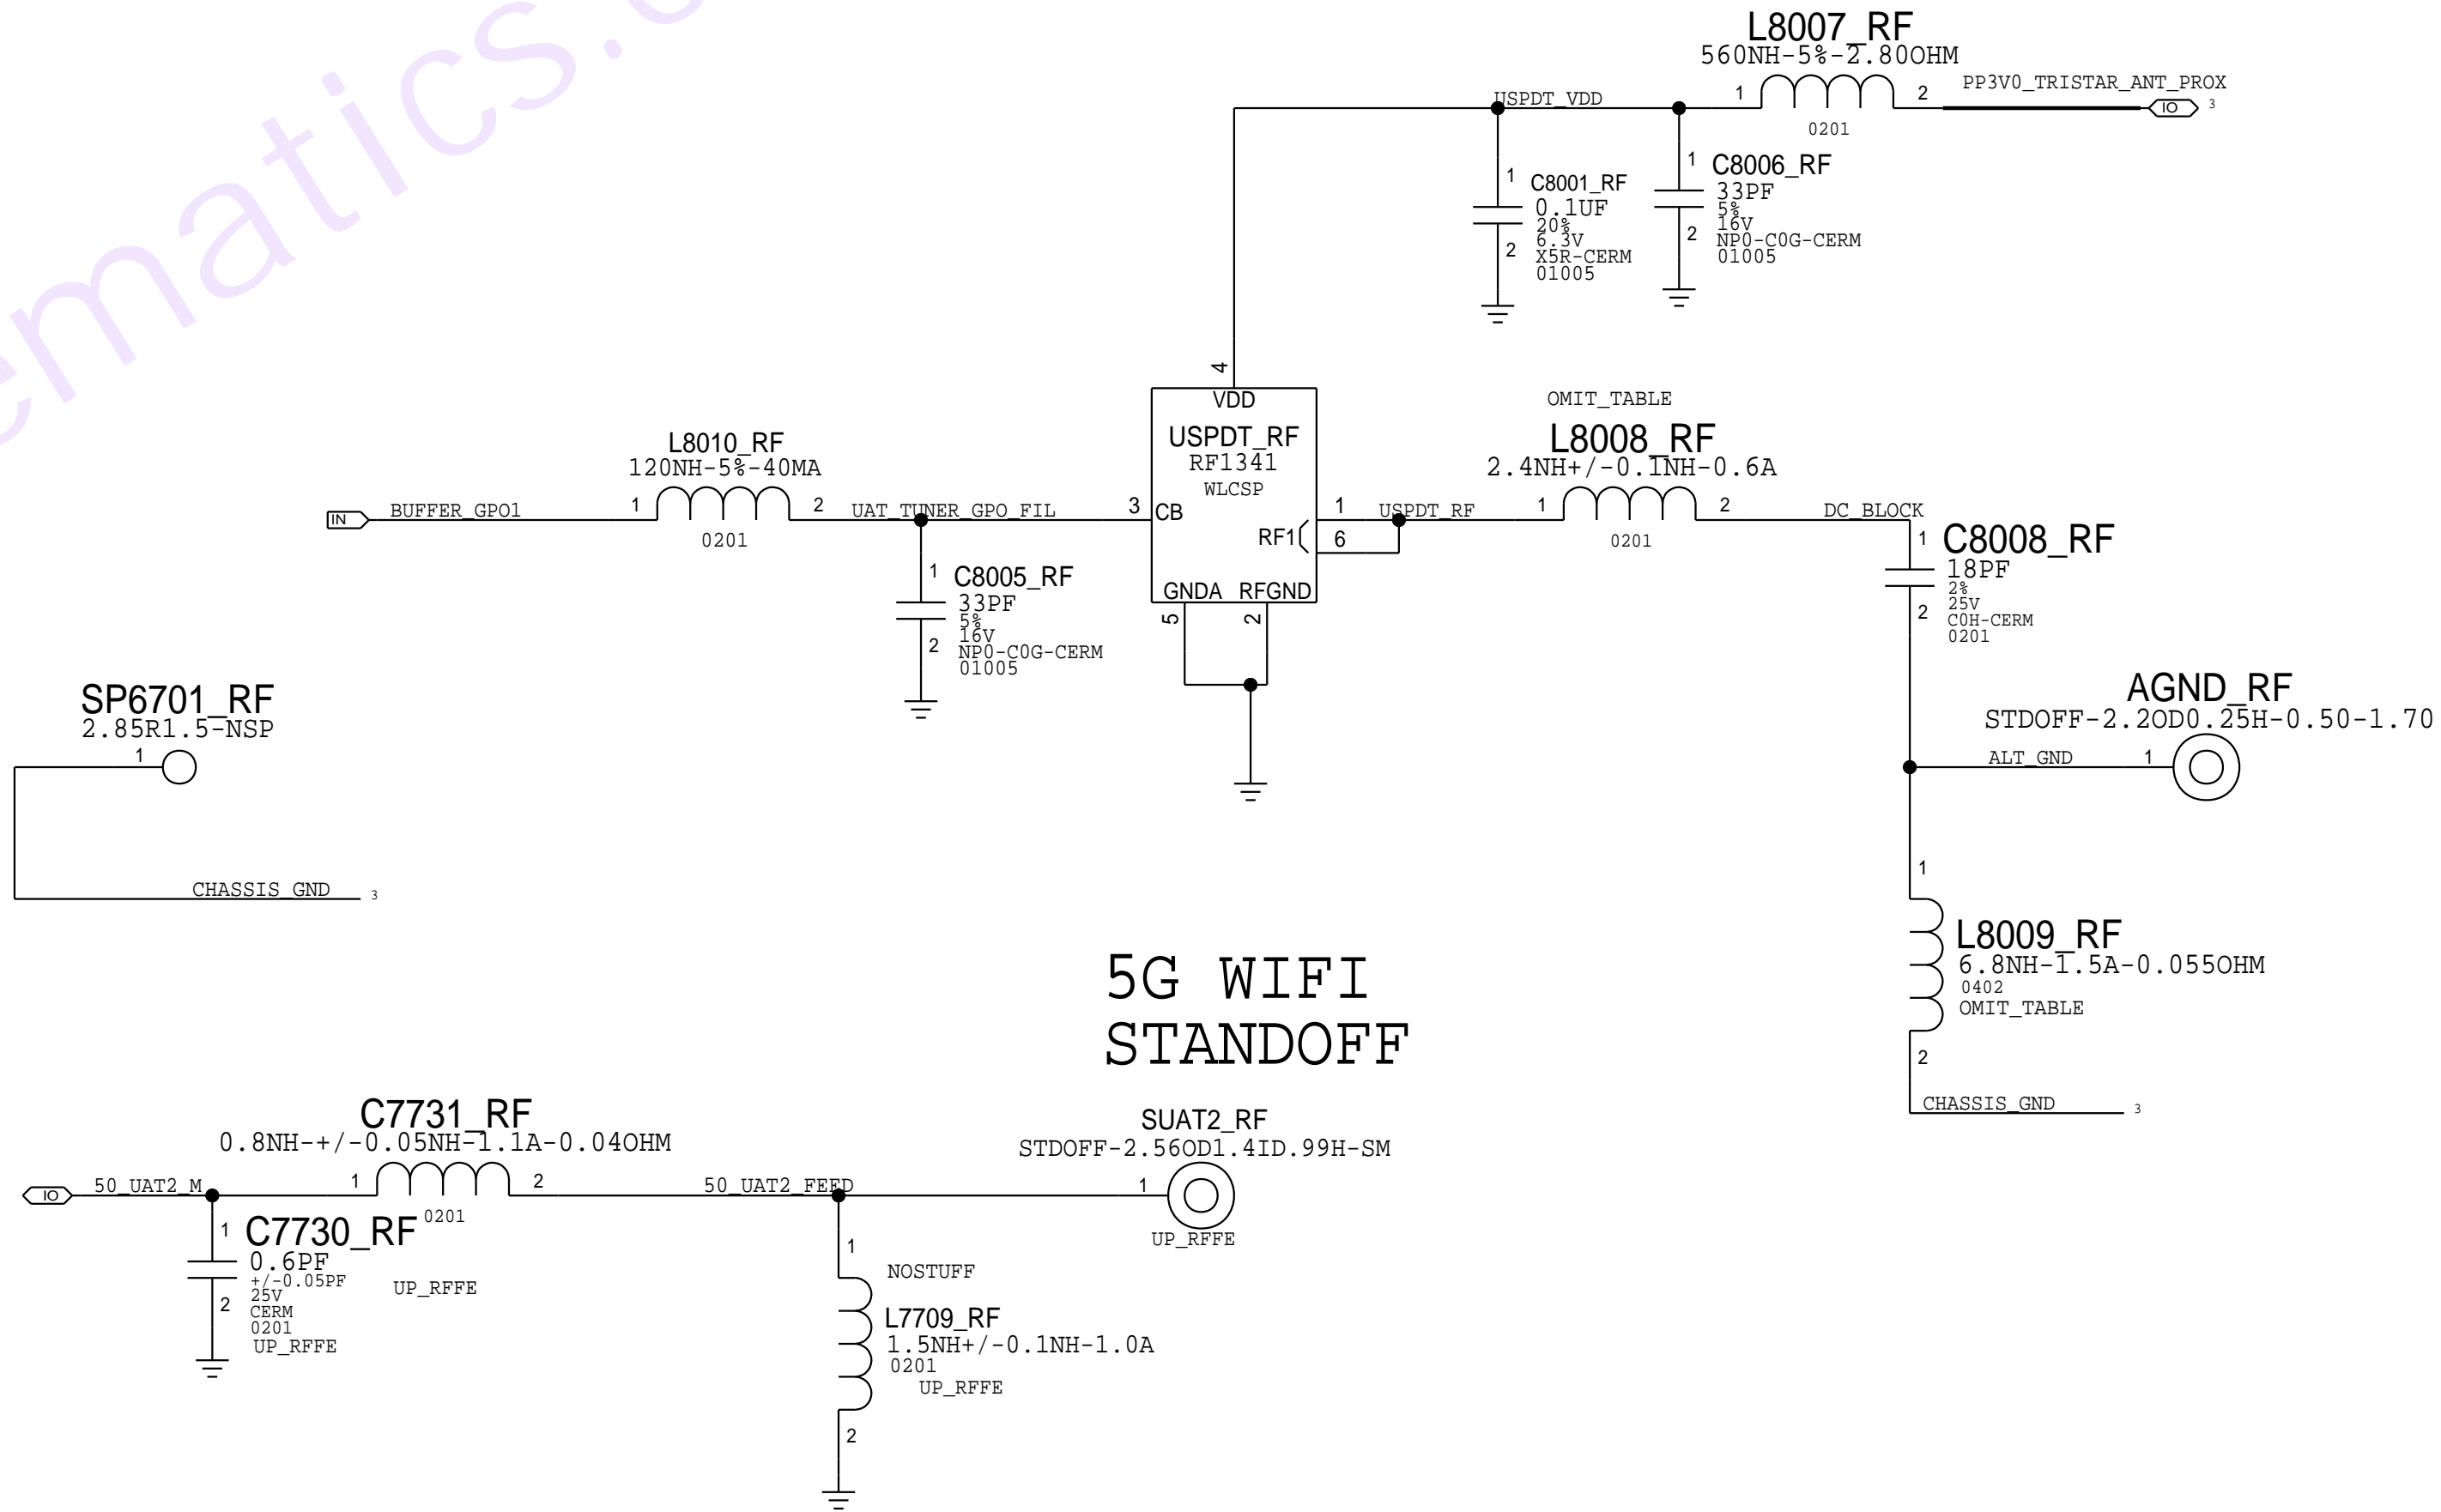 ematics.
L8007_RF
560NH-5%-2.80OHM
1
2
0201
PP3V0_TRISTAR_ANT_PROX
IO
3
USPDT_VDD
1
2
C8001_RF
0.1UF
20%
6.3V
X5R-CERM
01005
1
2
C8006_RF
33PF
5%
16V
NP0-C0G-CERM
01005
4
VDD
USPDT_RF
RF1341
WLCSP
3
CB
RF1
1
6
GNDA
RFGND
5
2
L8010_RF
120NH-5%-40MA
IN
BUFFER_GPO1
1
2
0201
UAT_TUNER_GPO_FIL
1
2
C8005_RF
33PF
5%
16V
NP0-C0G-CERM
01005
OMIT_TABLE
L8008_RF
2.4NH+/-0.1NH-0.6A
USPDT_RF
1
2
0201
DC_BLOCK
1
2
C8008_RF
18PF
2%
25V
C0H-CERM
0201
SP6701_RF
2.85R1.5-NSP
1
CHASSIS_GND
3
AGND_RF
STDOFF-2.2OD0.25H-0.50-1.70
ALT_GND
1
1
2
L8009_RF
6.8NH-1.5A-0.055OHM
0402
OMIT_TABLE
CHASSIS_GND
3
5G WIFI
STANDOFF
C7731_RF
0.8NH-+/-0.05NH-1.1A-0.04OHM
IO
50_UAT2_M
1
2
0201
UP_RFFE
1
2
C7730_RF
0.6PF
+/-0.05PF
25V
CERM
0201
UP_RFFE
50_UAT2_FEED
SUAT2_RF
STDOFF-2.56OD1.4ID.99H-SM
1
UP_RFFE
1
2
NOSTUFF
L7709_RF
1.5NH+/-0.1NH-1.0A
0201
UP_RFFE